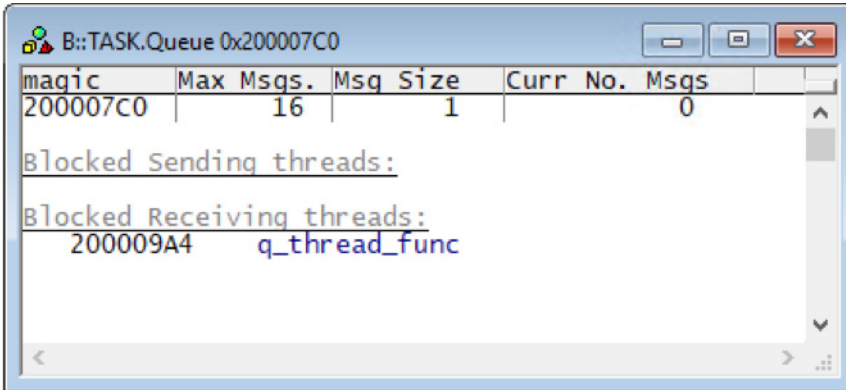 B::TASK.Queue 0x200007C0
magic Max Msgs. Msg Size Curr No. Msgs
200007C0 16 1 0
Blocked Sending threads:
Blocked Receiving threads:
200009A4 q_thread_func